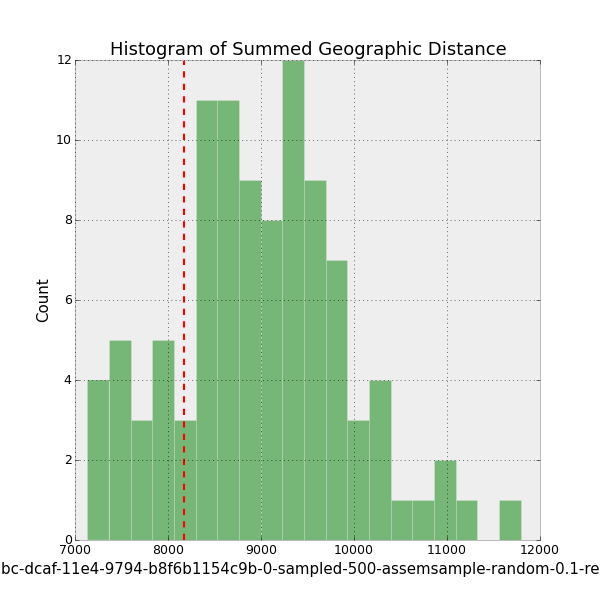 Histogram of Summed Geographic Distance
12
10
8
6
4
2
0
Count
7000 8000 9000 10000 11000 12000
bc-dcaf-11e4-9794-b8f6b1154c9b-0-sampled-500-assemsample-random-0.1-re